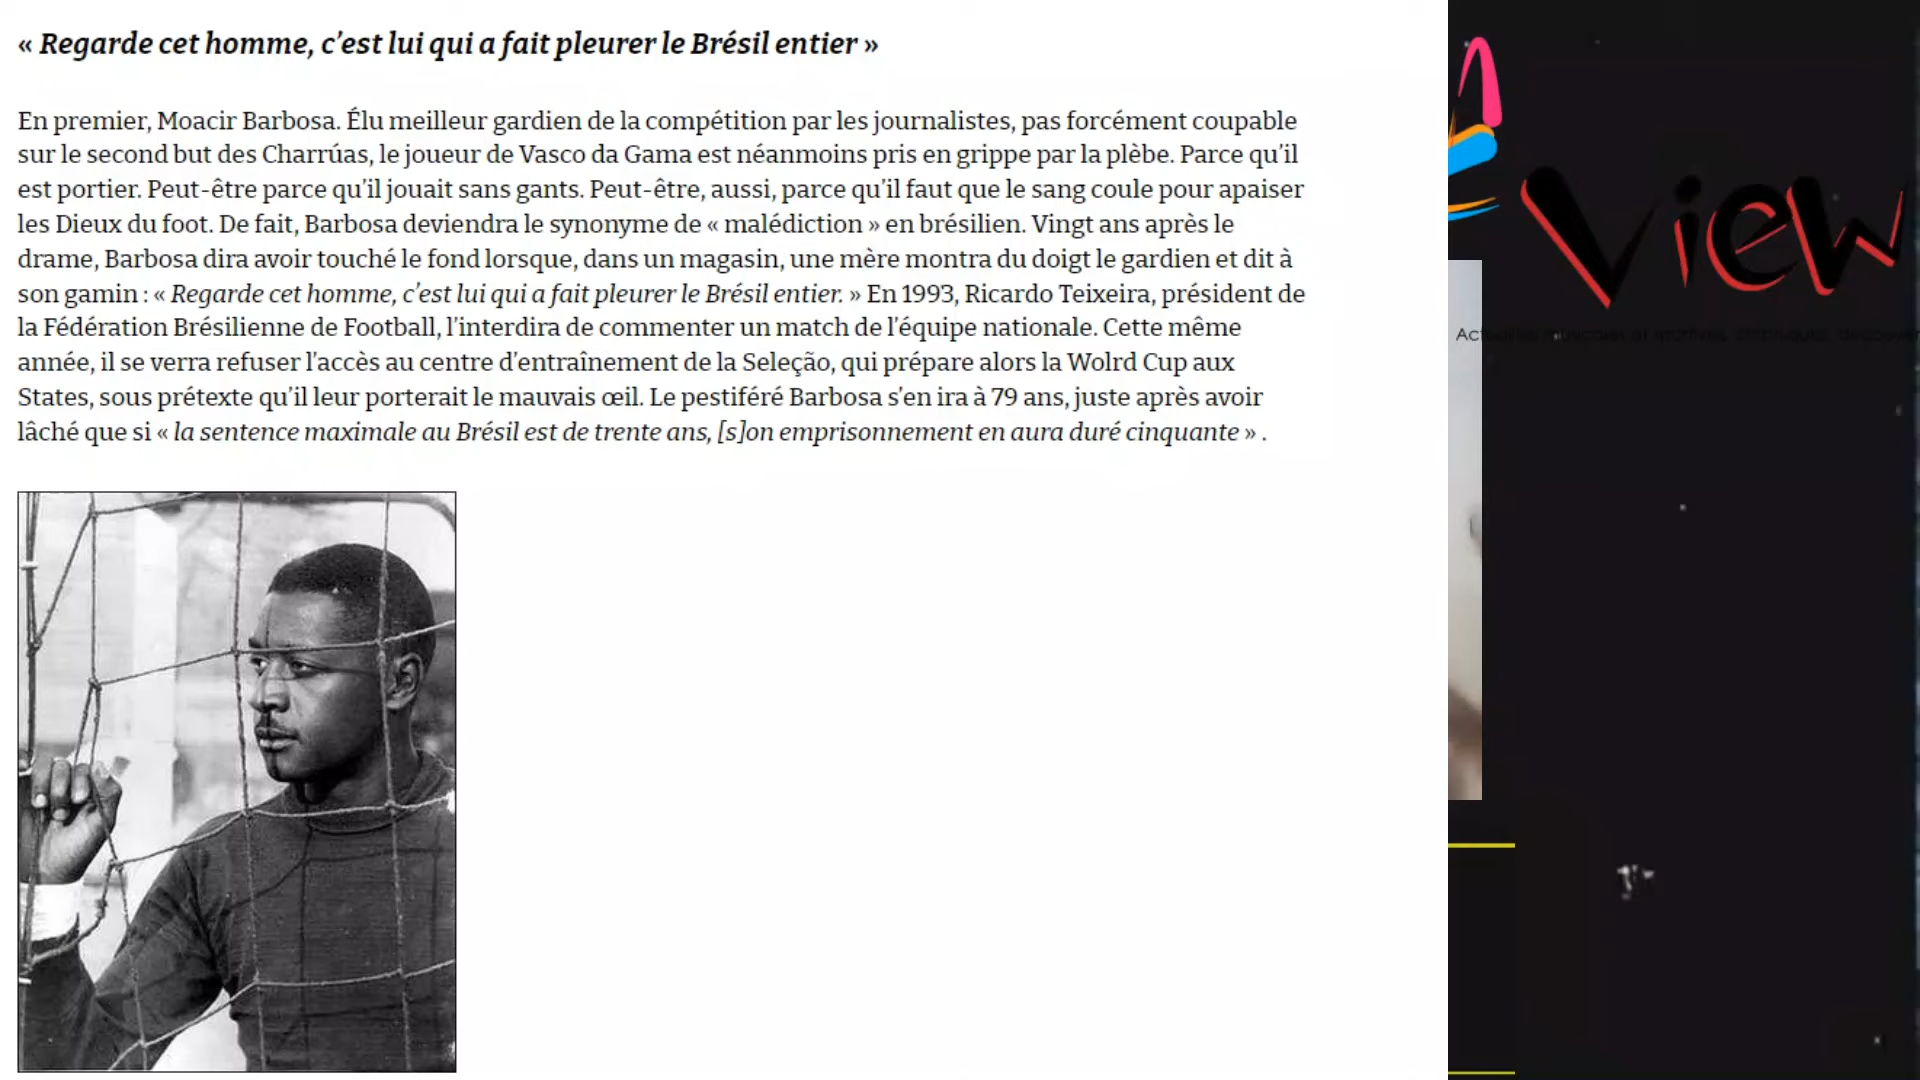 « Regarde cet homme, c’est lui qui a fait pleurer le Brésil entier »
En premier, Moacir Barbosa. Élu meilleur gardien de la compétition par les journalistes, pas forcément coupable
sur le second but des Charrúas, le joueur de Vasco da Gama est néanmoins pris en grippe par la plèbe. Parce qu’il
est portier. Peut-être parce qu’il jouait sans gants. Peut-être, aussi, parce qu’il faut que le sang coule pour apaiser
les Dieux du foot. De fait, Barbosa deviendra le synonyme de « malédiction » en brésilien. Vingt ans après le
drame, Barbosa dira avoir touché le fond lorsque, dans un magasin, une mère montra du doigt le gardien et dit à
son gamin : « Regarde cet homme, c’est lui qui a fait pleurer le Brésil entier. » En 1993, Ricardo Teixeira, président de
la Fédération Brésilienne de Football, l’interdira de commenter un match de l’équipe nationale. Cette même
année, il se verra refuser l’accès au centre d’entraînement de la Seleção, qui prépare alors la Wolrd Cup aux
States, sous prétexte qu’il leur porterait le mauvais œil. Le pestiféré Barbosa s’en ira à 79 ans, juste après avoir
lâché que si « la sentence maximale au Brésil est de trente ans, [s]on emprisonnement en aura duré cinquante » .
View